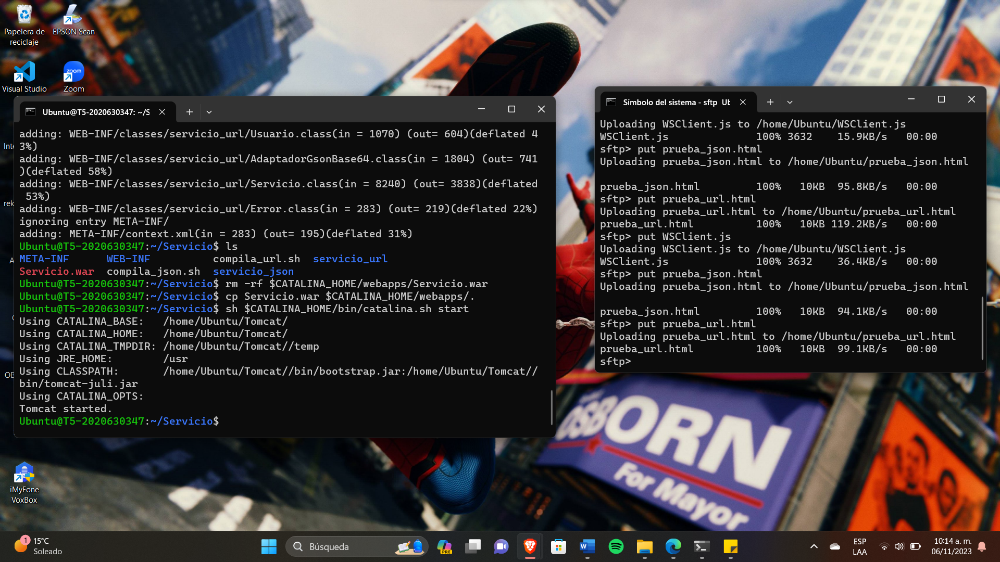 Papelera de
reciclaje
EPSON Scan
Visual Studio
zoom
Zoom
Ubuntu@T5-2020630347: ~/S
adding: WEB-INF/classes/servicio_url/Usuario.class(in = 1070) (out= 604)(deflated 4
3%)
adding: WEB-INF/classes/servicio_url/AdaptadorGsonBase64.class(in = 1804) (out= 741
)(deflated 58%)
adding: WEB-INF/classes/servicio_url/Servicio.class(in = 8240) (out= 3838)(deflated
53%)
adding: WEB-INF/classes/servicio_url/Error.class(in = 283) (out= 219)(deflated 22%)
ignoring entry META-INF/
adding: META-INF/context.xml(in = 283) (out= 195)(deflated 31%)
Ubuntu@T5-2020630347:~/Servicio$ ls
META-INF WEB-INF compila_url.sh servicio_url
Servicio.war compila_json.sh servicio_json
Ubuntu@T5-2020630347:~/Servicio$ rm -rf $CATALINA_HOME/webapps/Servicio.war
Ubuntu@T5-2020630347:~/Servicio$ cp Servicio.war $CATALINA_HOME/webapps/.
Ubuntu@T5-2020630347:~/Servicio$ sh $CATALINA_HOME/bin/catalina.sh start
Using CATALINA_BASE: /home/Ubuntu/Tomcat/
Using CATALINA_HOME: /home/Ubuntu/Tomcat/
Using CATALINA_TMPDIR: /home/Ubuntu/Tomcat//temp
Using JRE_HOME: /usr
Using CLASSPATH: /home/Ubuntu/Tomcat//bin/bootstrap.jar:/home/Ubuntu/Tomcat//
bin/tomcat-juli.jar
Using CATALINA_OPTS:
Tomcat started.
Ubuntu@T5-2020630347:~/Servicio$
Símbolo del sistema - sftp Ub
Uploading WSClient.js to /home/Ubuntu/WSClient.js
WSClient.js 100% 3632 15.9KB/s 00:00
sftp> put prueba_json.html
Uploading prueba_json.html to /home/Ubuntu/prueba_json.html
prueba_json.html 100% 10KB 95.8KB/s 00:00
sftp> put prueba_url.html
Uploading prueba_url.html to /home/Ubuntu/prueba_url.html
prueba_url.html 100% 10KB 119.2KB/s 00:00
sftp> put WSClient.js
Uploading WSClient.js to /home/Ubuntu/WSClient.js
WSClient.js 100% 3632 36.4KB/s 00:00
sftp> put prueba_json.html
Uploading prueba_json.html to /home/Ubuntu/prueba_json.html
prueba_json.html 100% 10KB 94.1KB/s 00:00
sftp> put prueba_url.html
Uploading prueba_url.html to /home/Ubuntu/prueba_url.html
prueba_url.html 100% 10KB 99.1KB/s 00:00
sftp>
Inte
rek
A
OB
OSBORN
For Mayor
iMyFone
VoxBox
1
15°C
Soleado
Búsqueda
PRE
W
ESP
LAA
10:14 a. m.
06/11/2023